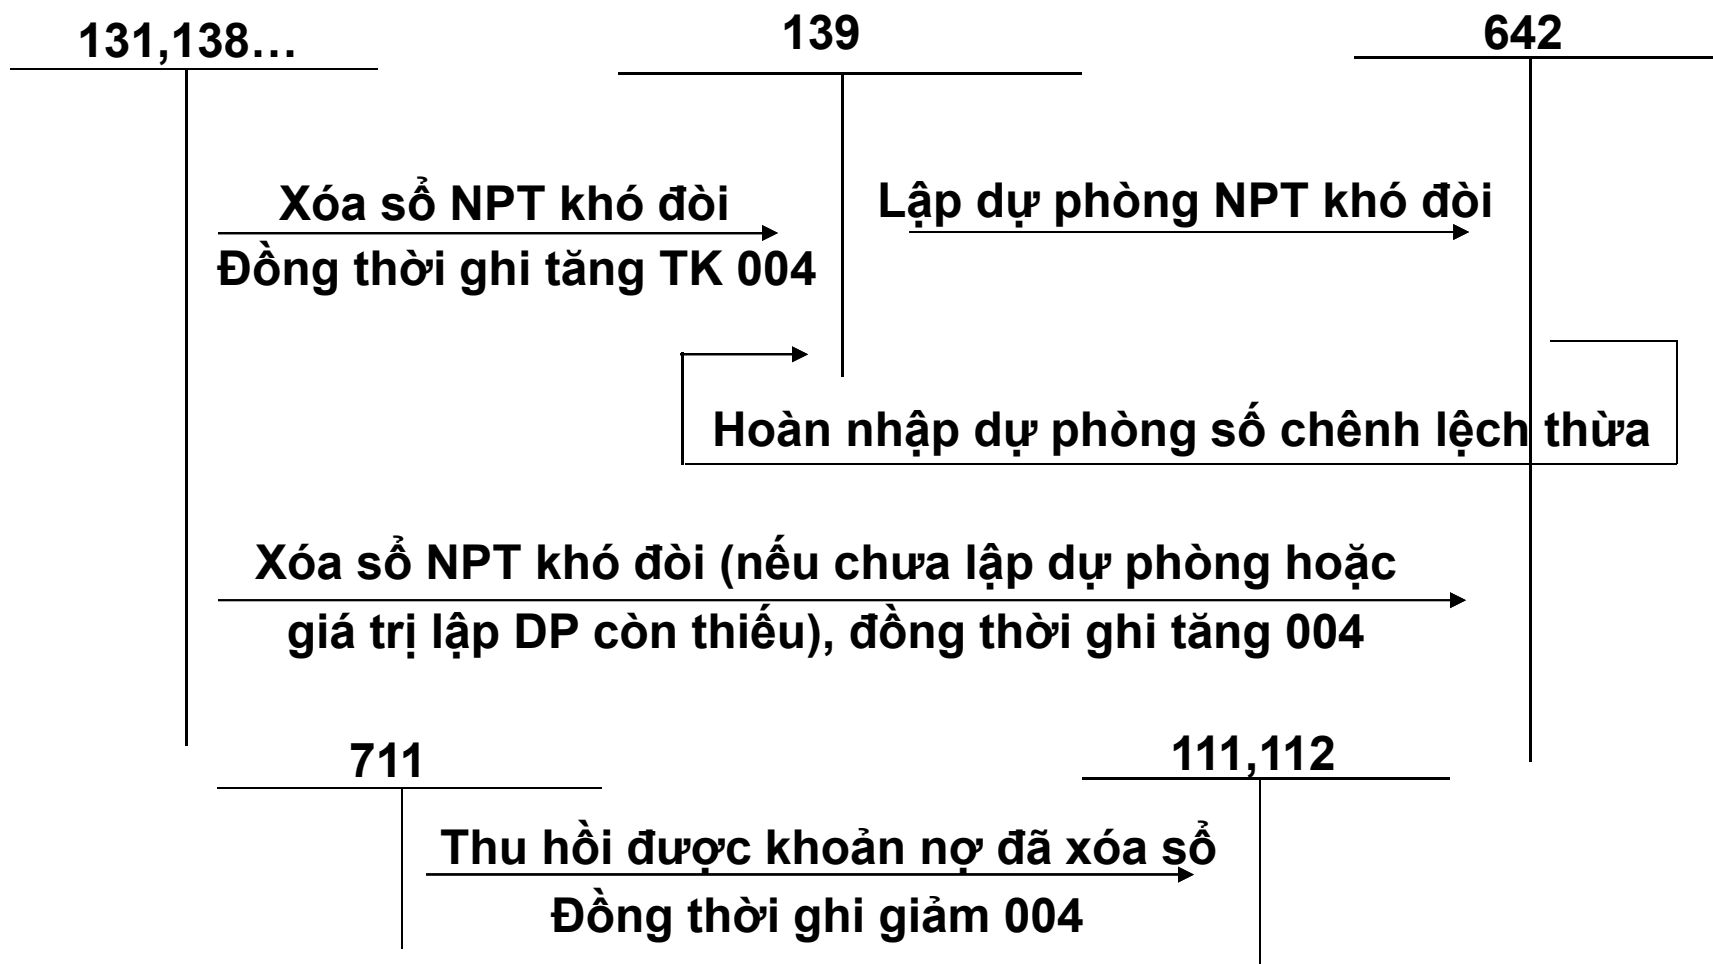 131,138…
139
642
Xóa sổ NPT khó đòi
Đồng thời ghi tăng TK 004
Lập dự phòng NPT khó đòi
Hoàn nhập dự phòng số chênh lệch thừa
Xóa sổ NPT khó đòi (nếu chưa lập dự phòng hoặc
giá trị lập DP còn thiếu), đồng thời ghi tăng 004
711
111,112
Thu hồi được khoản nợ đã xóa sổ
Đồng thời ghi giảm 004